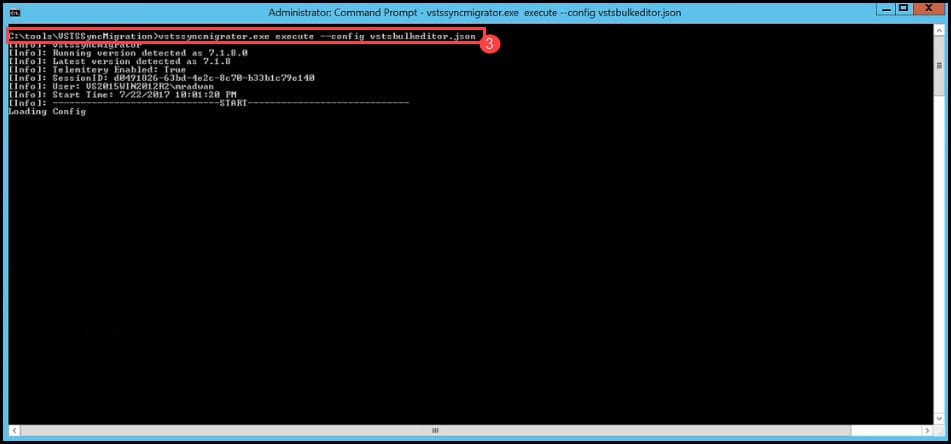 Administrator: Command Prompt - vstssyncmigrator.exe execute --config vstsbulkeditor.json
C:\tools\VSTSSyncMigration>vstssyncmigrator.exe execute --config vstsbulkeditor.json
3
[Info]: vstssyncmigrator
[Info]: Running version detected as 7.1.8.0
[Info]: Latest version detected as 7.1.8
[Info]: Telemitery Enabled: True
[Info]: SessionID: d0491826-63bd-4e2c-8c70-b33b1c79e140
[Info]: User: VS2015WIN2012R2\mradwan
[Info]: Start Time: 7/22/2017 10:01:20 PM
[Info]: ------------------------------START-----------------------------
Loading Config